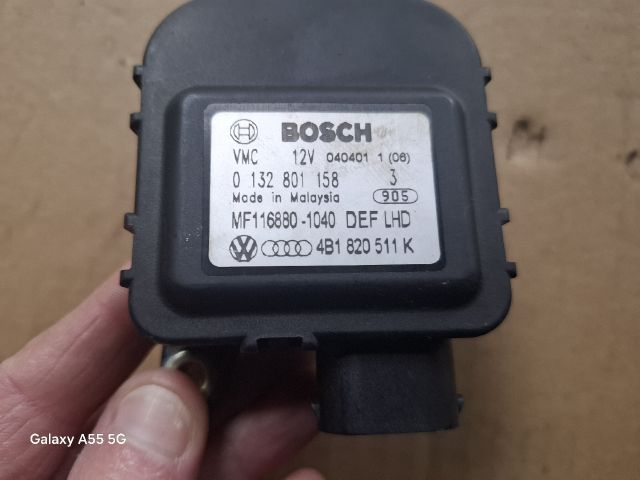 BOSCH
VMC 12V 040401 1 (06)
0 132 801 158 3
Made in Malaysia 905
MF116880-1040 DEF LHD
4B1 820 511 K
Galaxy A55 5G